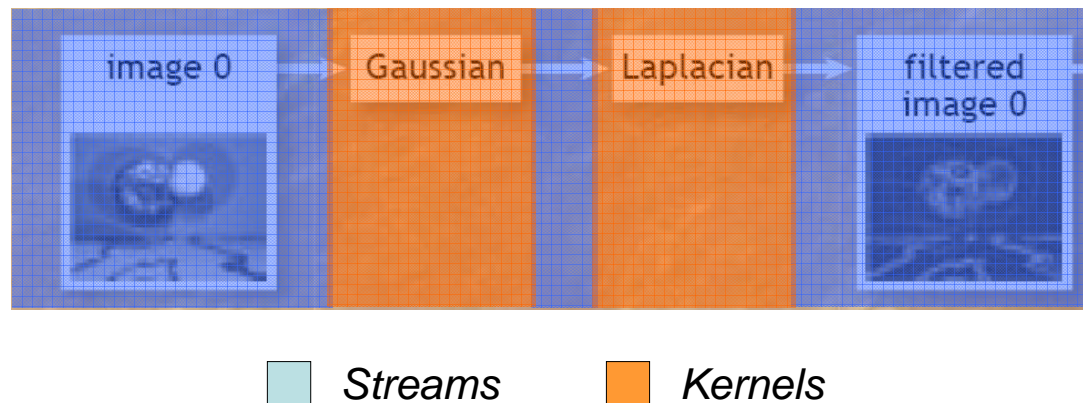 image 0
Gaussian
Laplacian
filtered
image 0
Streams
Kernels